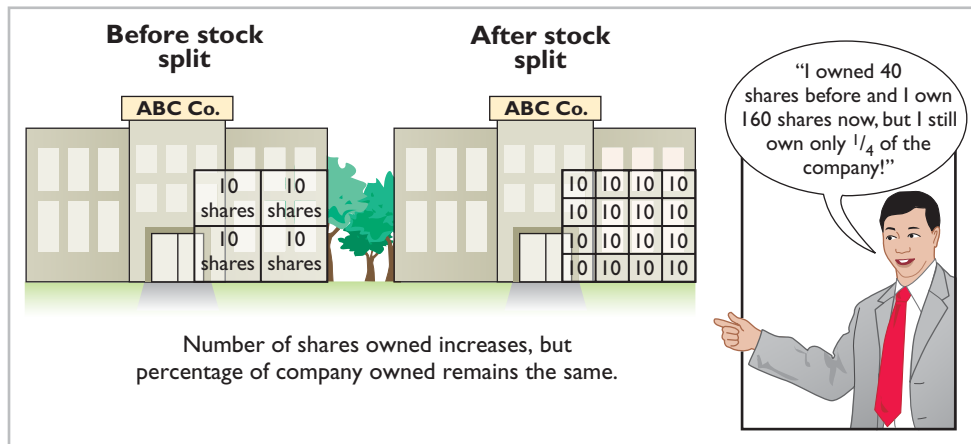 Before stock
split
After stock
split
ABC Co.
ABC Co.
10
10
shares
shares
10
10
shares
shares
10 10 10 10
10 10 10 10
10 10 10 10
10 10 10 10
"I owned 40
shares before and I own
160 shares now, but I still
own only 1/4 of the
company!"
Number of shares owned increases, but
percentage of company owned remains the same.